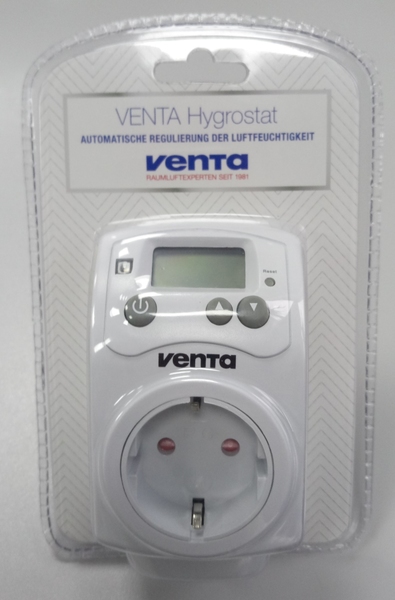 VENTA Hygrostat
AUTOMATISCHE REGULIERUNG DER LUFTFEUCHTIGKEIT
venta
RAUMLUFTEXPERTEN SEIT 1981
Reset
venta